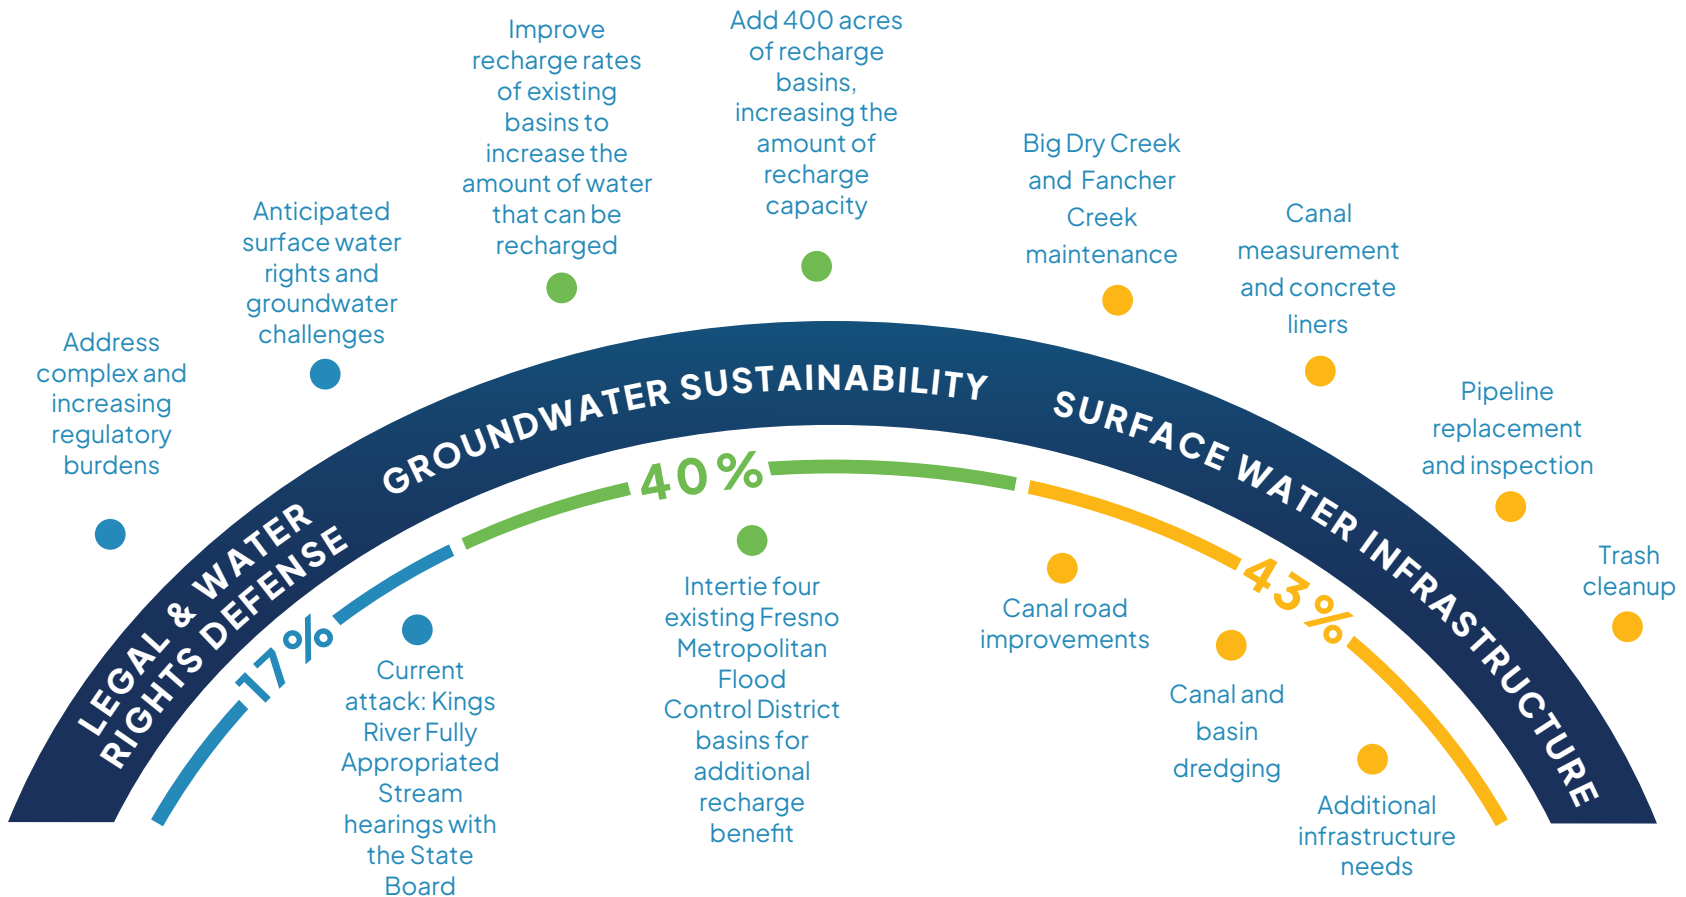 Improve
recharge rates
of existing
basins to
increase the
amount of water
that can be
recharged
Add 400 acres
of recharge
basins,
increasing the
amount of
recharge
capacity
Big Dry Creek
and Fancher
Creek
maintenance
Canal
measurement
and concrete
liners
Anticipated
surface water
rights and
groundwater
challenges
Address
complex and
increasing
regulatory
burdens
Pipeline
replacement
and inspection
Trash
cleanup
LEGAL & WATER
RIGHTS DEFENSE
GROUNDWATER SUSTAINABILITY
SURFACE WATER INFRASTRUCTURE
17%
40%
43%
Current
attack: Kings
River Fully
Appropriated
Stream
hearings with
the State
Board
Intertie four
existing Fresno
Metropolitan
Flood
Control District
basins for
additional
recharge
benefit
Canal road
improvements
Canal and
basin
dredging
Additional
infrastructure
needs